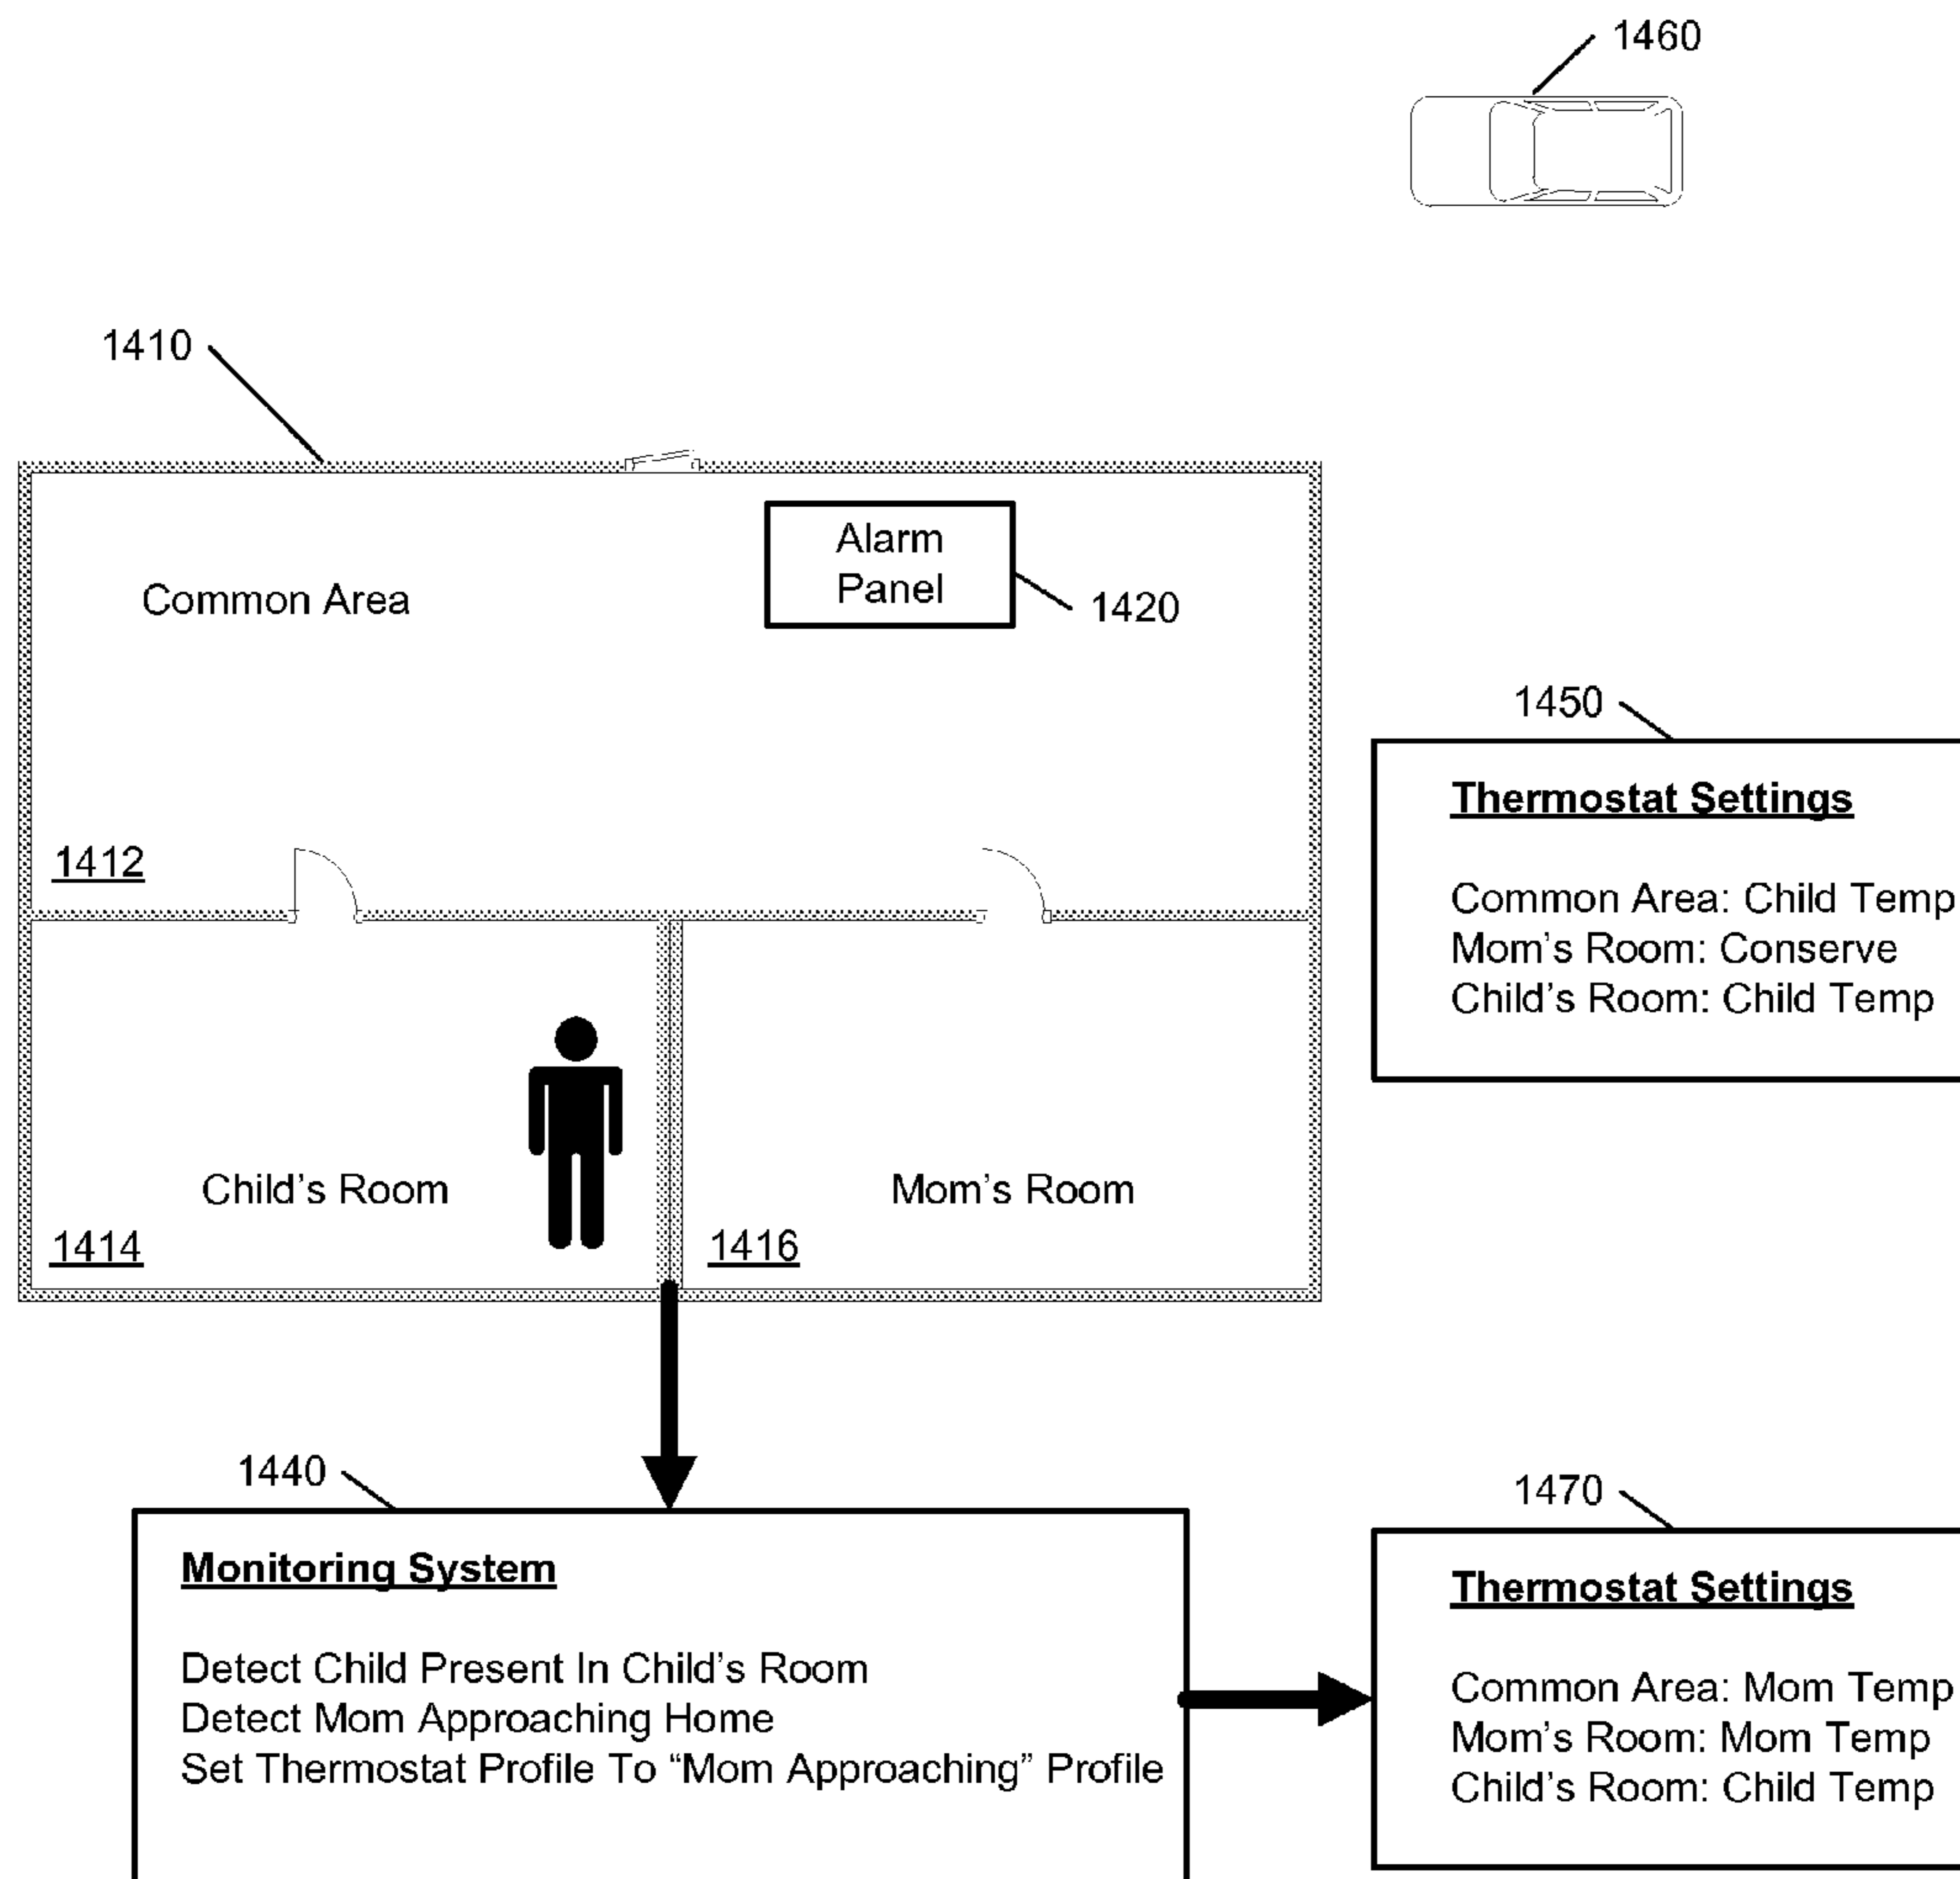 1460
1410
Alarm
Panel
Common Area
1420
1450
Thermostat Settings
Common Area: Child Temp
Mom's Room: Conserve
Child's Room: Child Temp
1412
Child's Room
Mom's Room
1414
1416
1440
Monitoring System
Detect Child Present In Child's Room
Detect Mom Approaching Home
Set Thermostat Profile To “Mom Approaching” Profile
1470
Thermostat Settings
Common Area: Mom Temp
Mom's Room: Mom Temp
Child's Room: Child Temp